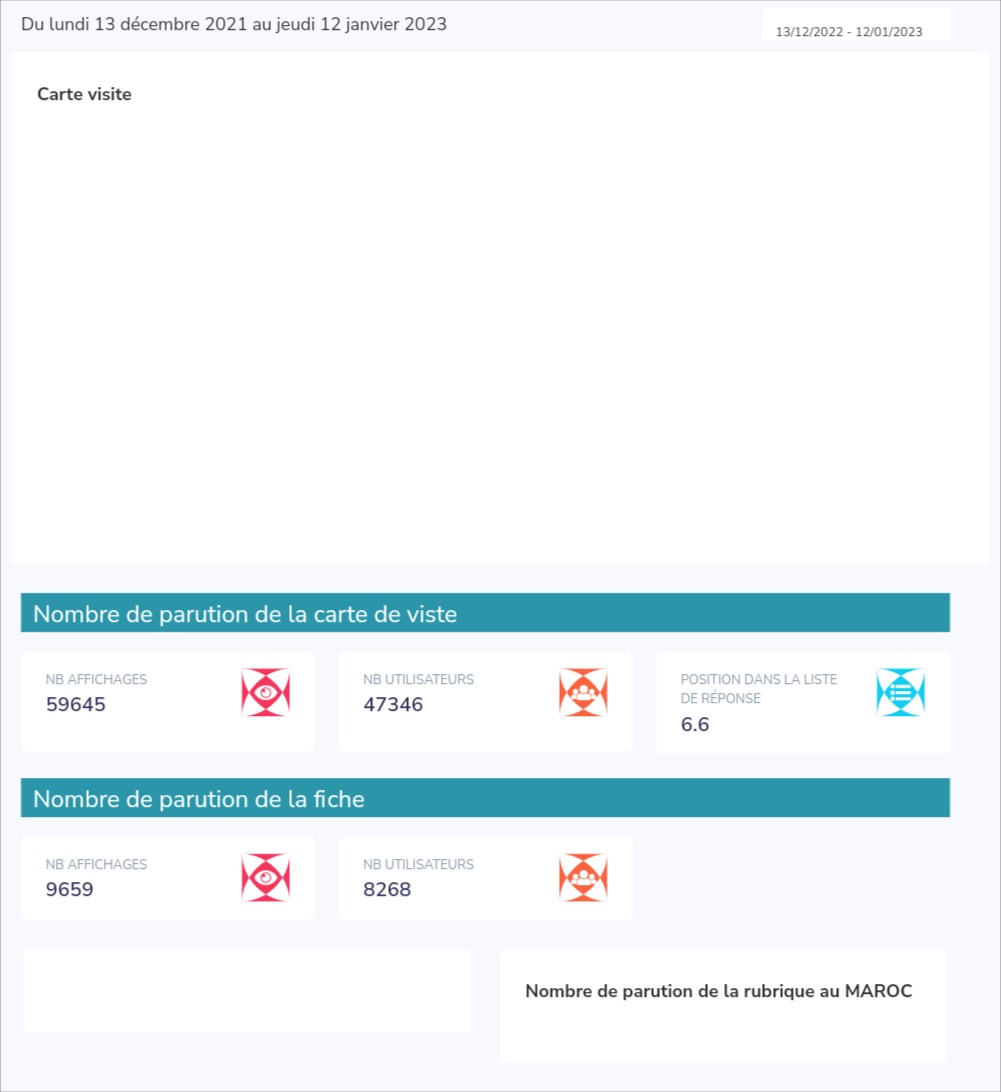 Du lundi 13 décembre 2021 au jeudi 12 janvier 2023
13/12/2022 - 12/01/2023
Carte visite
Nombre de parution de la carte de viste
NB AFFICHAGES
59645
NB UTILISATEURS
47346
POSITION DANS LA LISTE
DE RÉPONSE
6.6
Nombre de parution de la fiche
NB AFFICHAGES
9659
NB UTILISATEURS
8268
Nombre de parution de la rubrique au MAROC